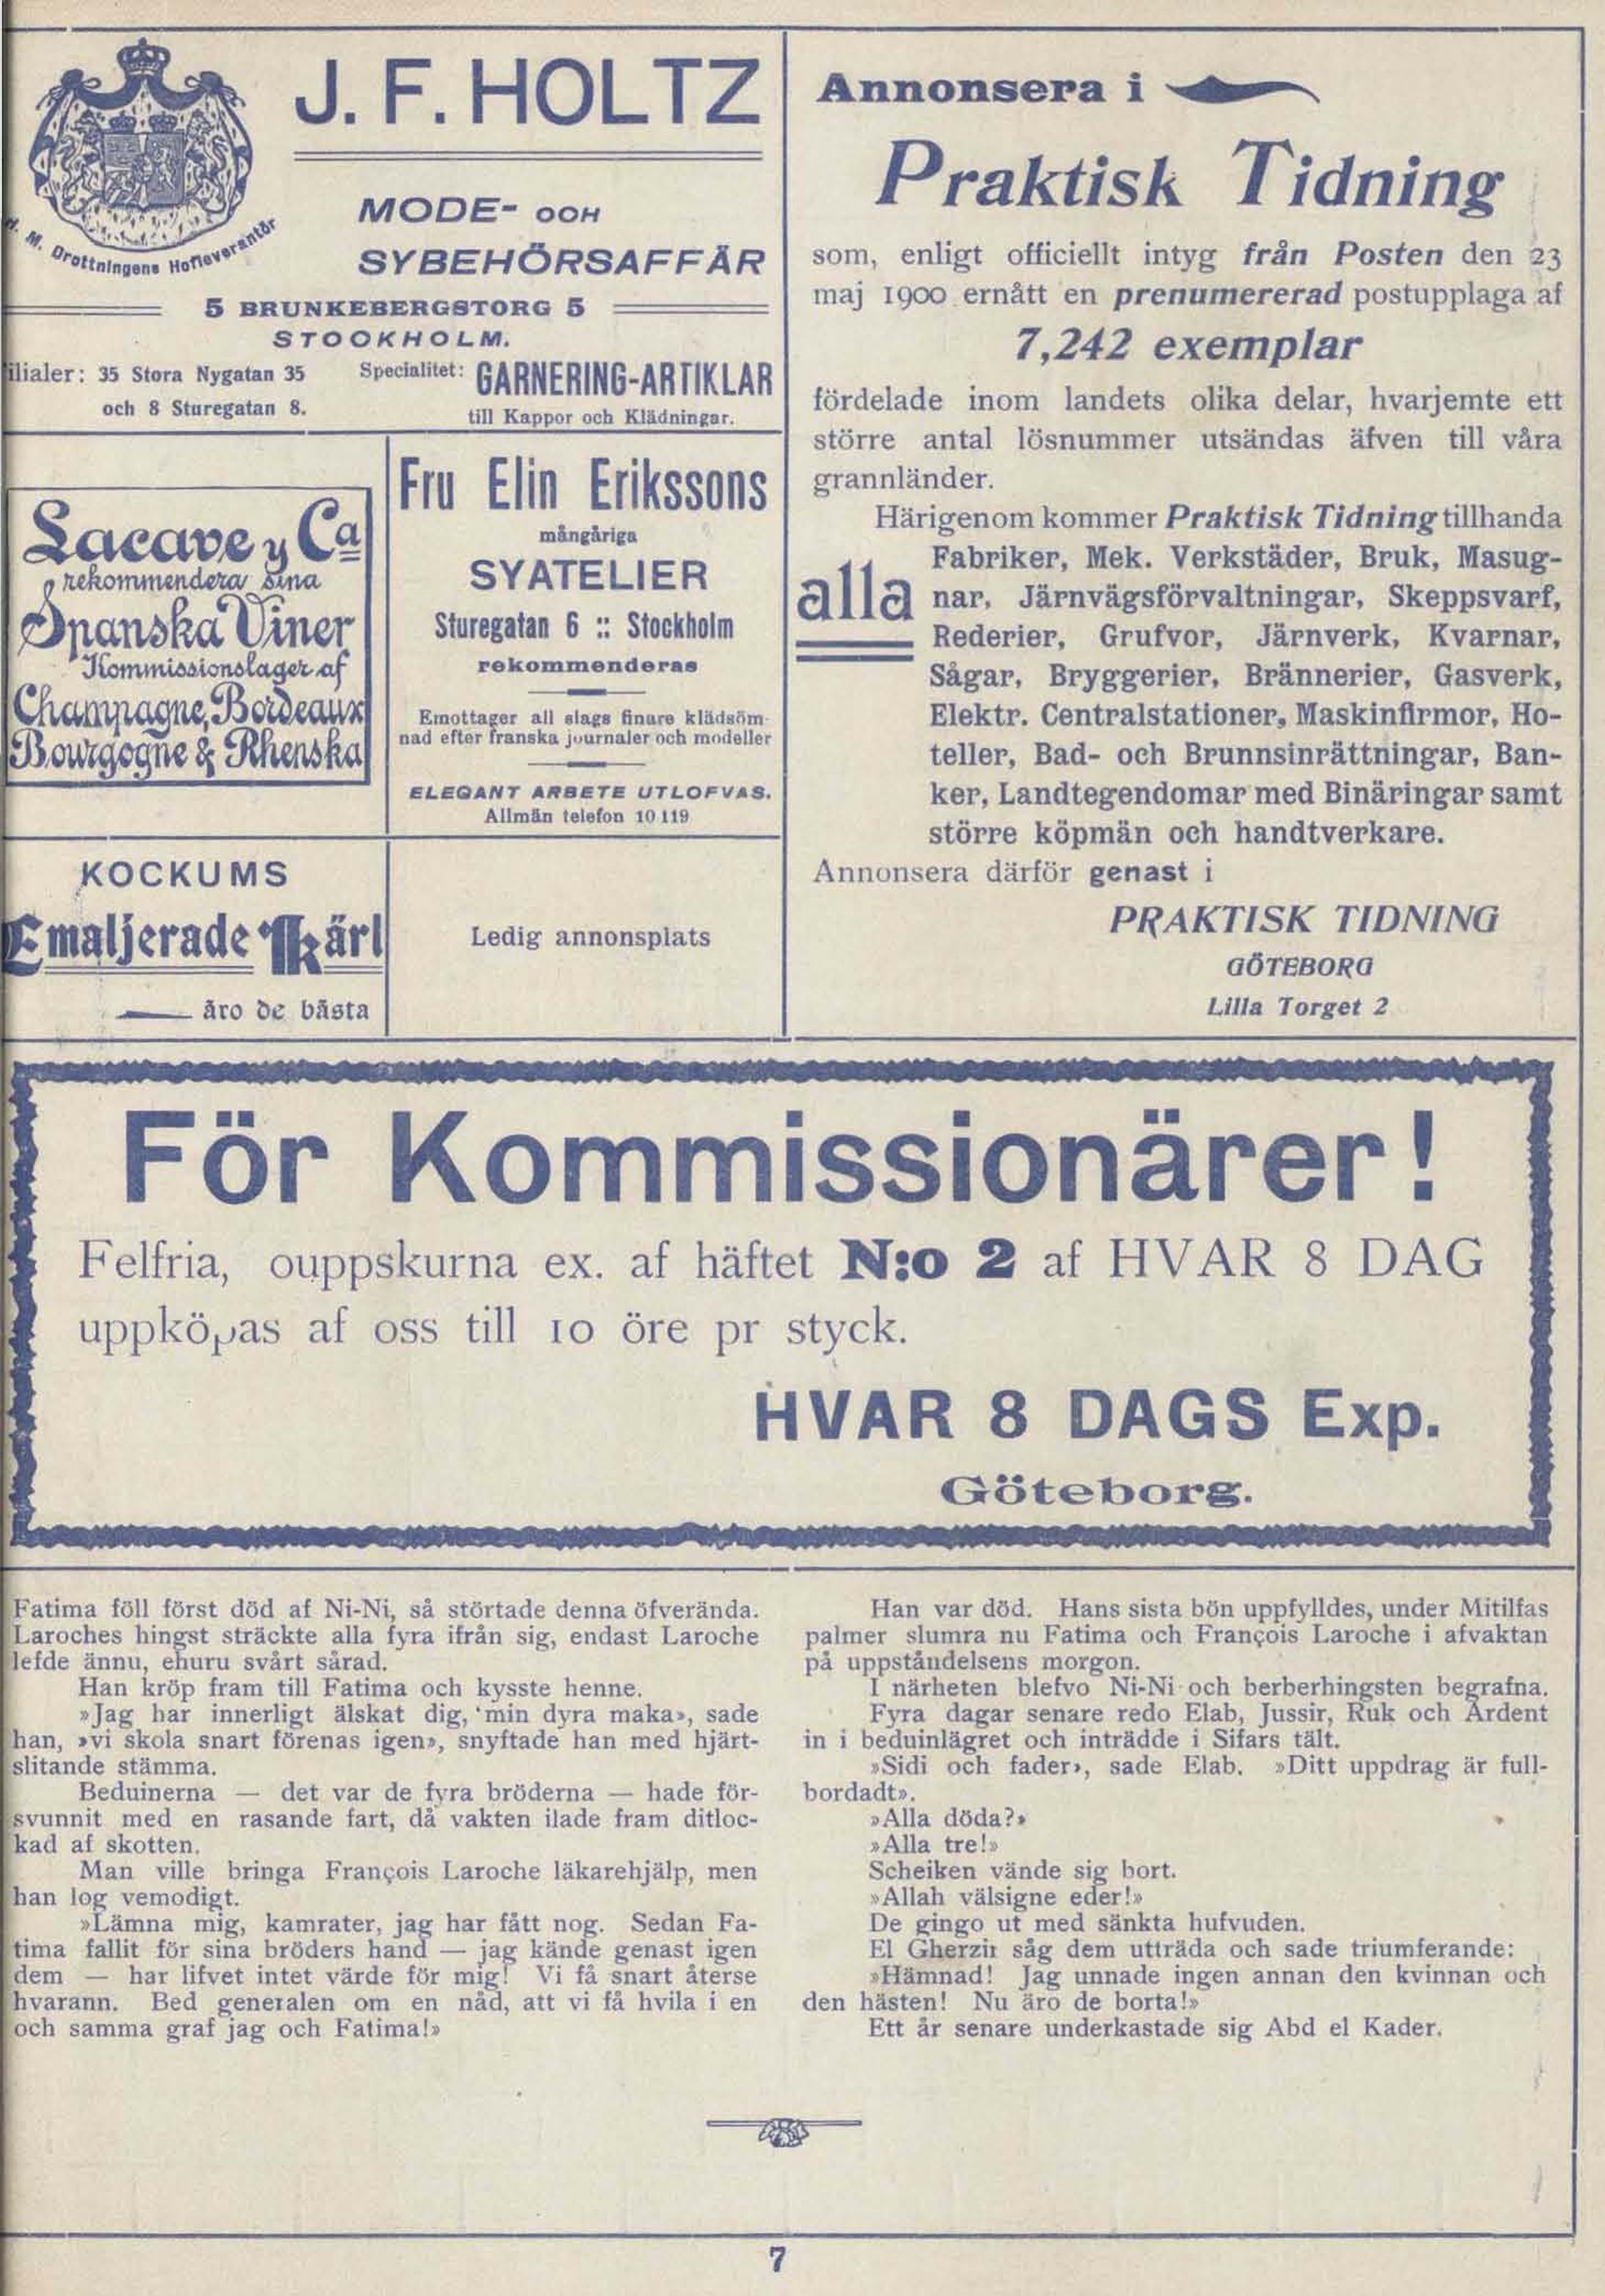 J. F. HOLTZ
H. M. Drottningens Hofleverantör
MODE- OCH
SYBEHÖRSAFFÄR
5 BRUNKEBERGSTORG 5
STOCKHOLM.
ilialer: 35 Stora Nygatan 35
och 8 Sturegatan 8.
Specialitet: GARNERING-ARTIKLAR
till Kappor och Klädningar.
Lacave y Ca
rekommendera sina
Spanska Viner
Kommissionslager af
Champagne, Bordeaux
Bourgogne & Rhenska
Fru Elin Erikssons
mångåriga
SYATELIER
Sturegatan 6 :: Stockholm
rekommenderas
Emottager all slags finare klädsöm-
nad efter franska journaler och modeller
ELEGANT ARBETE UTLOFVAS.
Allmän telefon 10 119
KOCKUMS
Emaljerade Kärl
äro de bästa
Ledig annonsplats
Annonsera i
Praktisk Tidning
som, enligt officiellt intyg från Posten den 23
maj 1900 ernått en prenumererad postupplaga af
7,242 exemplar
fördelade inom landets olika delar, hvarjemte ett
större antal lösnummer utsändas äfven till våra
grannländer.
Härigenom kommer Praktisk Tidning tillhanda
alla
Fabriker, Mek. Verkstäder, Bruk, Masug-
nar, Järnvägsförvaltningar, Skeppsvarf,
Rederier, Grufvor, Järnverk, Kvarnar,
Sågar, Bryggerier, Brännerier, Gasverk,
Elektr. Centralstationer, Maskinfirmor, Ho-
teller, Bad- och Brunnsinrättningar, Ban-
ker, Landtegendomar med Binäringar samt
större köpmän och handtverkare.
Annonsera därför genast i
PRAKTISK TIDNING
GÖTEBORG
Lilla Torget 2
För Kommissionärer!
Felfria, ouppskurna ex. af häftet N:o 2 af HVAR 8 DAG
uppköpas af oss till 10 öre pr styck.
HVAR 8 DAGS Exp.
Göteborg.
Fatima föll först död af Ni-Ni, så störtade denna öfverända.
Laroches hingst sträckte alla fyra ifrån sig, endast Laroche
lefde ännu, ehuru svårt sårad.
Han kröp fram till Fatima och kysste henne.
»Jag har innerligt älskat dig, min dyra maka», sade
han, »vi skola snart förenas igen», snyftade han med hjärt-
slitande stämma.
Beduinerna — det var de fyra bröderna — hade för-
svunnit med en rasande fart, då vakten ilade fram ditloc-
kad af skotten.
Man ville bringa François Laroche läkarehjälp, men
han log vemodigt.
»Lämna mig, kamrater, jag har fått nog. Sedan Fa-
tima fallit för sina bröders hand — jag kände genast igen
dem — har lifvet intet värde för mig! Vi få snart återse
hvarann. Bed generalen om en nåd, att vi få hvila i en
och samma graf jag och Fatima!»
Han var död. Hans sista bön uppfylldes, under Mitilfas
palmer slumra nu Fatima och François Laroche i afvaktan
på uppståndelsens morgon.
I närheten blefvo Ni-Ni och berberhingsten begrafna.
Fyra dagar senare redo Elab, Jussir, Ruk och Ardent
in i beduinlägret och inträdde i Sifars tält.
»Sidi och fader», sade Elab. »Ditt uppdrag är full-
bordadt».
»Alla döda?»
»Alla tre!»
Scheiken vände sig bort.
»Allah välsigne eder!»
De gingo ut med sänkta hufvuden.
El Gherzii såg dem utträda och sade triumferande:
»Hämnad! Jag unnade ingen annan den kvinnan och
den hästen! Nu äro de borta!»
Ett år senare underkastade sig Abd el Kader.
7